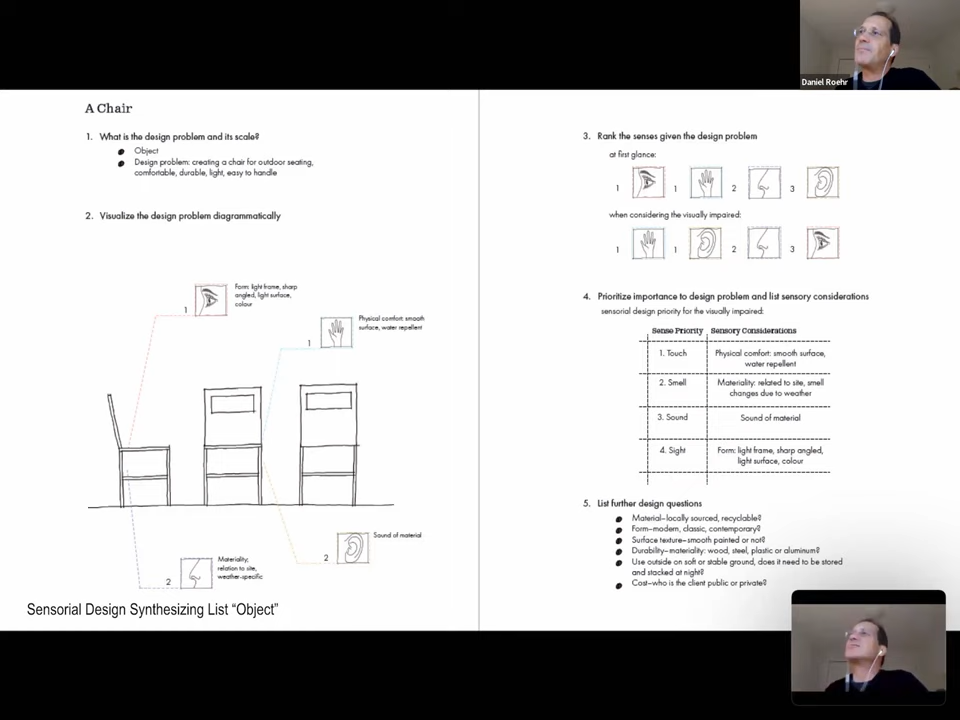 Daniel Roehr
A Chair
1. What is the design problem and its scale?
Object
Design problem: creating a chair for outdoor seating,
comfortable, durable, light, easy to handle
2. Visualize the design problem diagrammatically
1
Form: light frame, sharp
angled, light surface,
colour
1
Physical comfort: smooth
surface, water repellent
2
Materiality;
relation to site,
weather-specific
2
Sound of material
Sensorial Design Synthesizing List “Object”
3. Rank the senses given the design problem
at first glance:
1 1 2 3
when considering the visually impaired:
1 1 2 3
4. Prioritize importance to design problem and list sensory considerations
sensorial design priority for the visually impaired:
Sense Priority Sensory Considerations
1. Touch Physical comfort: smooth surface,
water repellent
2. Smell Materiality: related to site, smell
changes due to weather
3. Sound Sound of material
4. Sight Form: light frame, sharp angled,
light surface, colour
5. List further design questions
Material–locally sourced, recyclable?
Form–modern, classic, contemporary?
Surface texture–smooth painted or not?
Durability–materiality: wood, steel, plastic or aluminum?
Use outside on soft or stable ground, does it need to be stored
and stacked at night?
Cost–who is the client public or private?